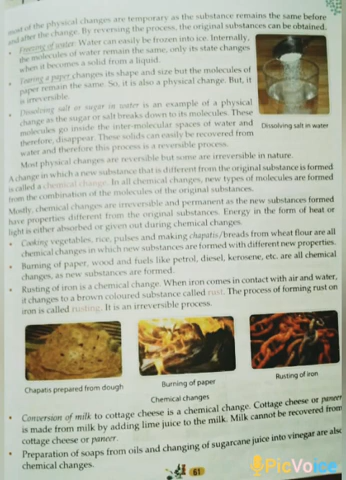 most of the physical changes are temporary as the substance remains the same before
and after the change. By reversing the process, the original substances can be obtained.
• Freezing of water: Water can easily be frozen into ice. Internally,
the molecules of water remain the same, only its state changes
when it becomes a solid from a liquid.
• Tearing a paper changes its shape and size but the molecules of
paper remain the same. So, it is also a physical change. But, it
is irreversible.
• Dissolving salt or sugar in water is an example of a physical
change as the sugar or salt breaks down to its molecules. These
molecules go inside the inter-molecular spaces of water and
therefore, disappear. These solids can easily be recovered from
water and therefore this process is a reversible process.
Dissolving salt in water
Most physical changes are reversible but some are irreversible in nature.
A change in which a new substance that is different from the original substance is formed
is called a chemical change. In all chemical changes, new types of molecules are formed
from the combination of the molecules of the original substances.
Mostly, chemical changes are irreversible and permanent as the new substances formed
have properties different from the original substances. Energy in the form of heat or
light is either absorbed or given out during chemical changes.
• Cooking vegetables, rice, pulses and making chapatis/breads from wheat flour are all
chemical changes in which new substances are formed with different new properties.
• Burning of paper, wood and fuels like petrol, diesel, kerosene, etc. are all chemical
changes, as new substances are formed.
• Rusting of iron is a chemical change. When iron comes in contact with air and water,
it changes to a brown coloured substance called rust. The process of forming rust on
iron is called rusting. It is an irreversible process.
Chapatis prepared from dough
Burning of paper
Rusting of iron
Chemical changes
• Conversion of milk to cottage cheese is a chemical change. Cottage cheese or paneer
is made from milk by adding lime juice to the milk. Milk cannot be recovered from
cottage cheese or paneer.
• Preparation of soaps from oils and changing of sugarcane juice into vinegar are also
chemical changes.
61
PicVoice